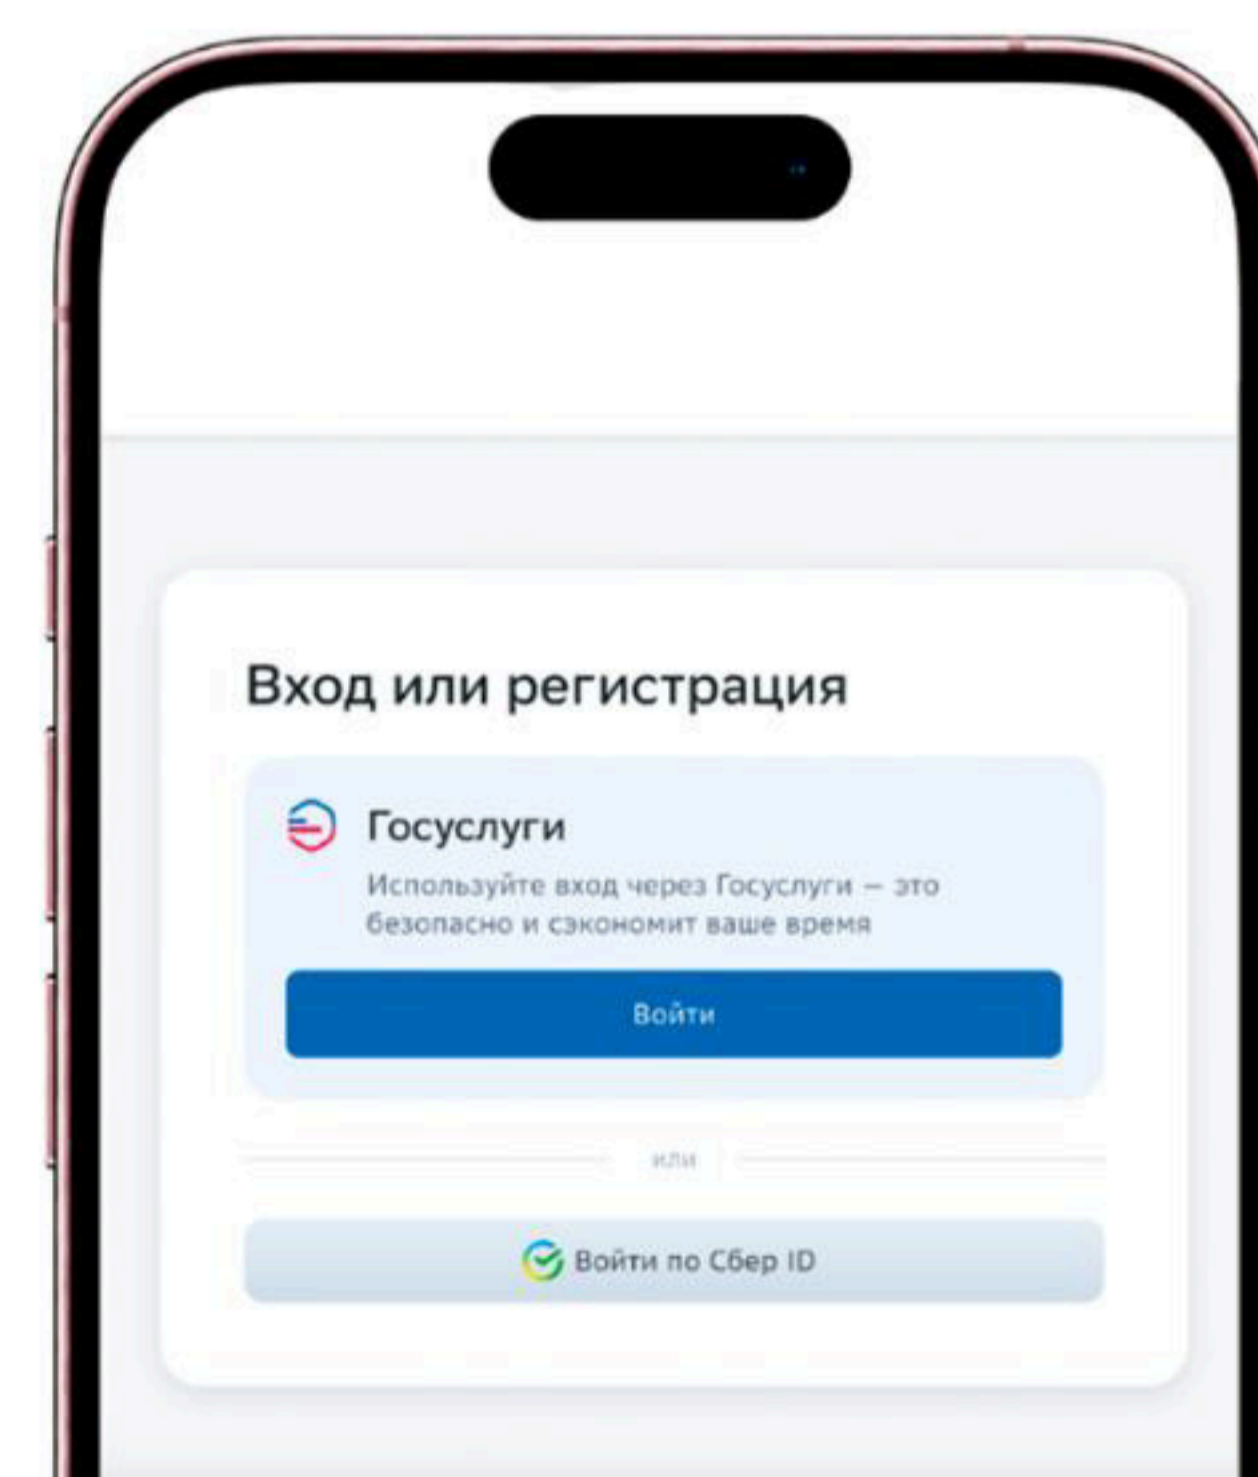 Вход или регистрация
Госуслуги
Используйте вход через Госуслуги — это
безопасно и сэкономит ваше время
Войти
или
Войти по Сбер ID